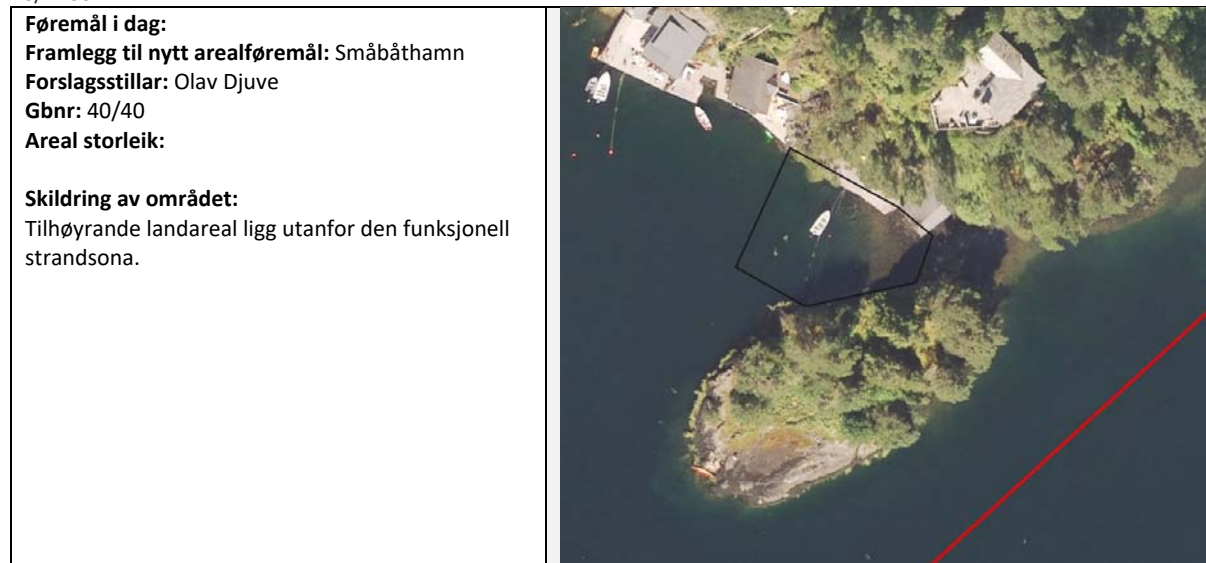 Føremål i dag:
Framlegg til nytt arealføremål: Småbåthamn
Forslagsstillar: Olav Djuve
Gbnr: 40/40
Areal storleik:
Skildring av området:
Tilhøyrande landareal ligg utanfor den funksjonell
strandsona.